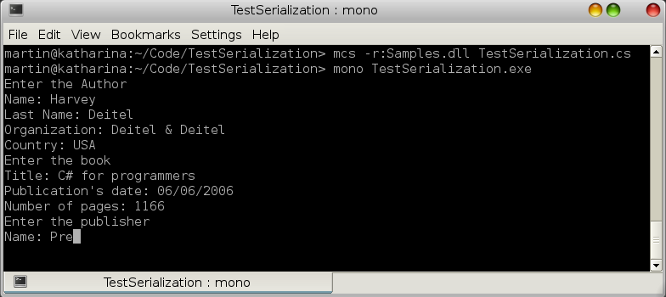 TestSerialization : mono
File Edit View Bookmarks Settings Help
martin@katharina:~/Code/TestSerialization> mcs -r:Samples.dll TestSerialization.cs
martin@katharina:~/Code/TestSerialization> mono TestSerialization.exe
Enter the Author
Name: Harvey
Last Name: Deitel
Organization: Deitel & Deitel
Country: USA
Enter the book
Title: C# for programmers
Publication's date: 06/06/2006
Number of pages: 1166
Enter the publisher
Name: Pre
TestSerialization : mono